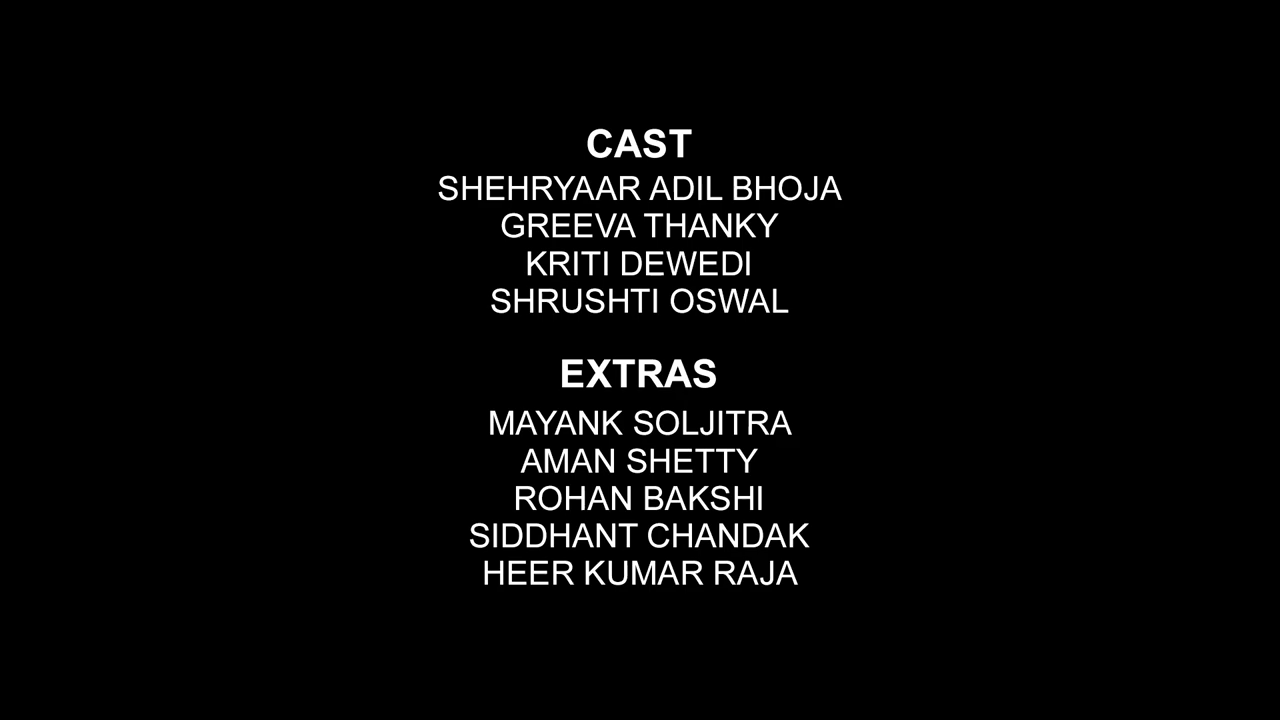 CAST
SHEHRYAAR ADIL BHOJA
GREEVA THANKY
KRITI DEWEDI
SHRUSHTI OSWAL
EXTRAS
MAYANK SOLJITRA
AMAN SHETTY
ROHAN BAKSHI
SIDDHANT CHANDAK
HEER KUMAR RAJA